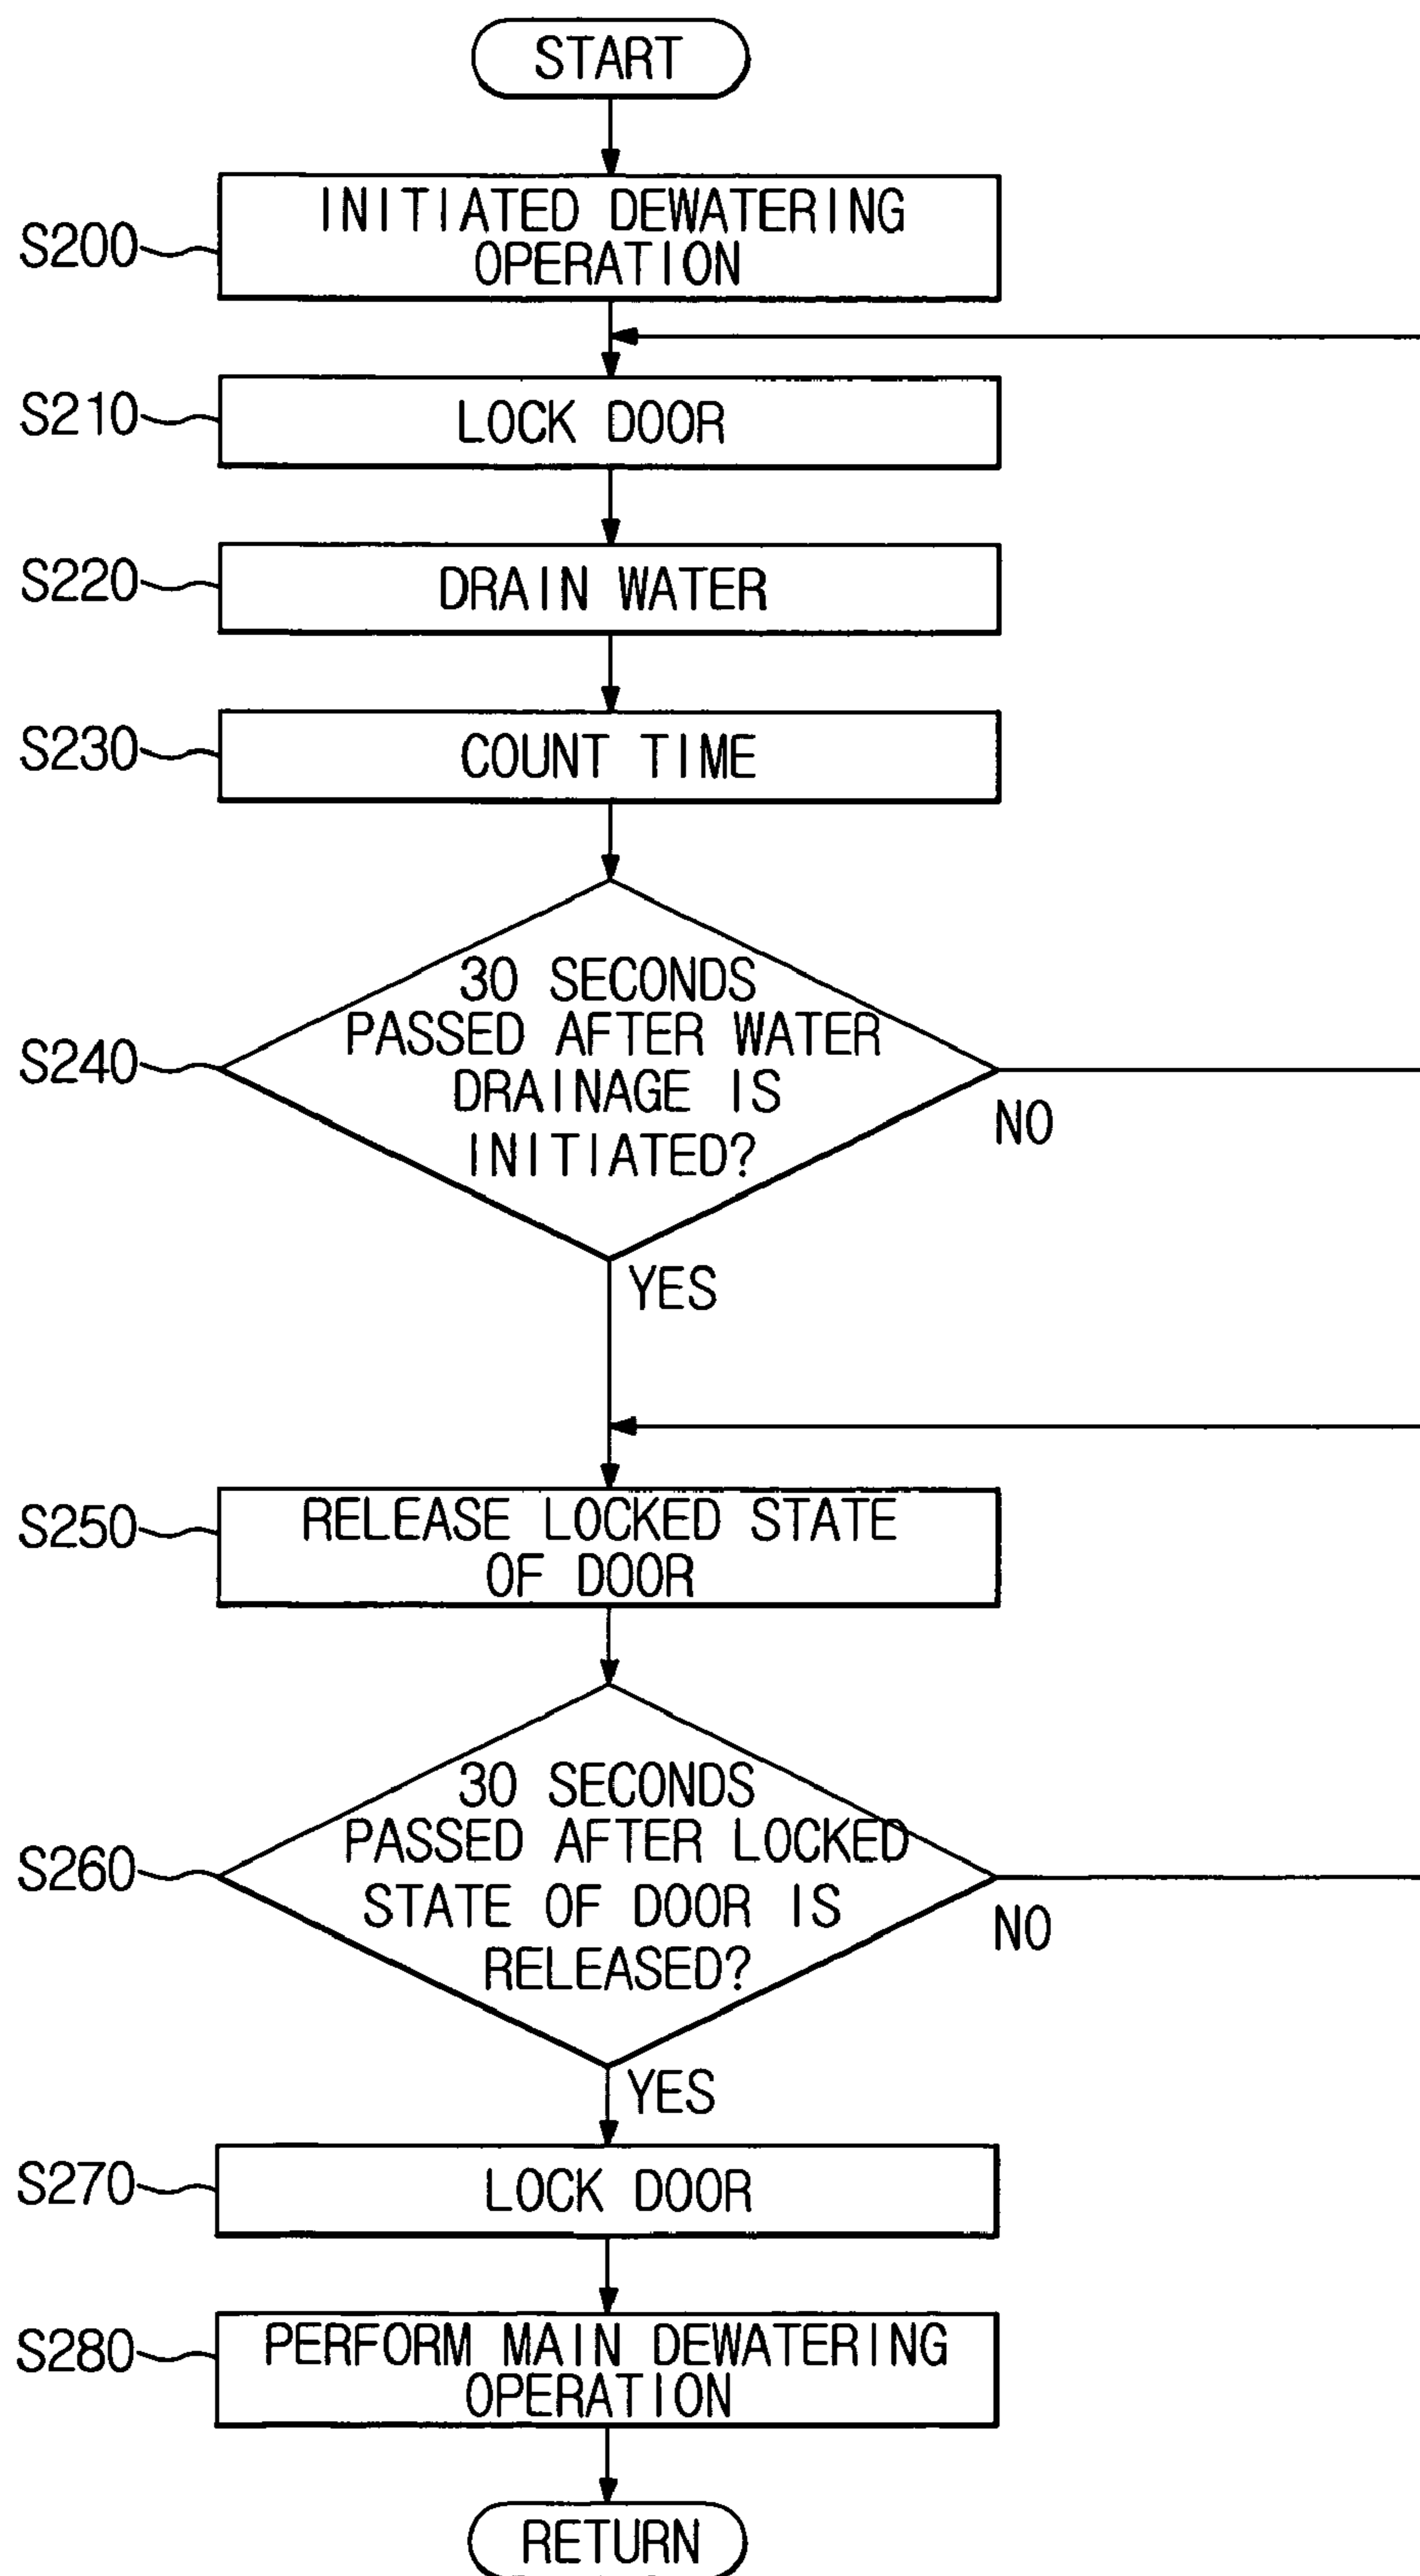 START
INITIATED DEWATERING
OPERATION
S200
LOCK DOOR
S210
DRAIN WATER
S220
COUNT TIME
S230
30 SECONDS
PASSED AFTER WATER
DRAINAGE IS
INITIATED?
S240
NO
YES
RELEASE LOCKED STATE
OF DOOR
S250
30 SECONDS
PASSED AFTER LOCKED
STATE OF DOOR IS
RELEASED?
S260
NO
YES
LOCK DOOR
S270
PERFORM MAIN DEWATERING
OPERATION
S280
RETURN